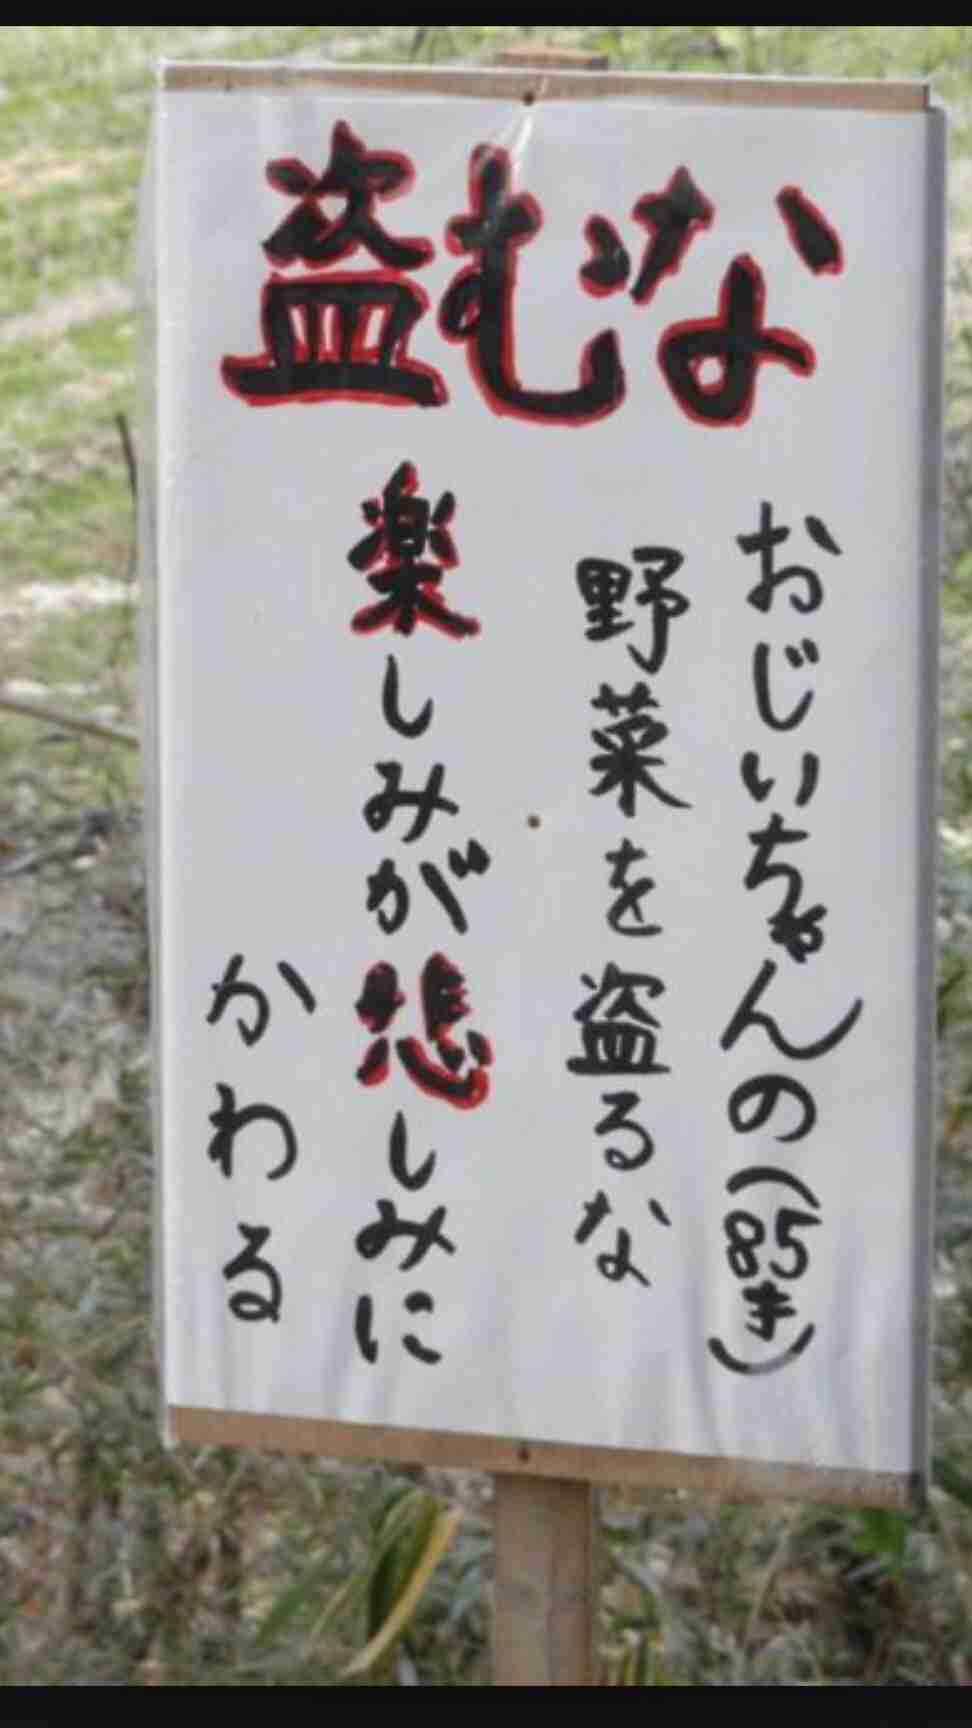 盗むな
おじいちゃんの(85才)
野菜を盗るな
楽しみが悲しみに
かわる